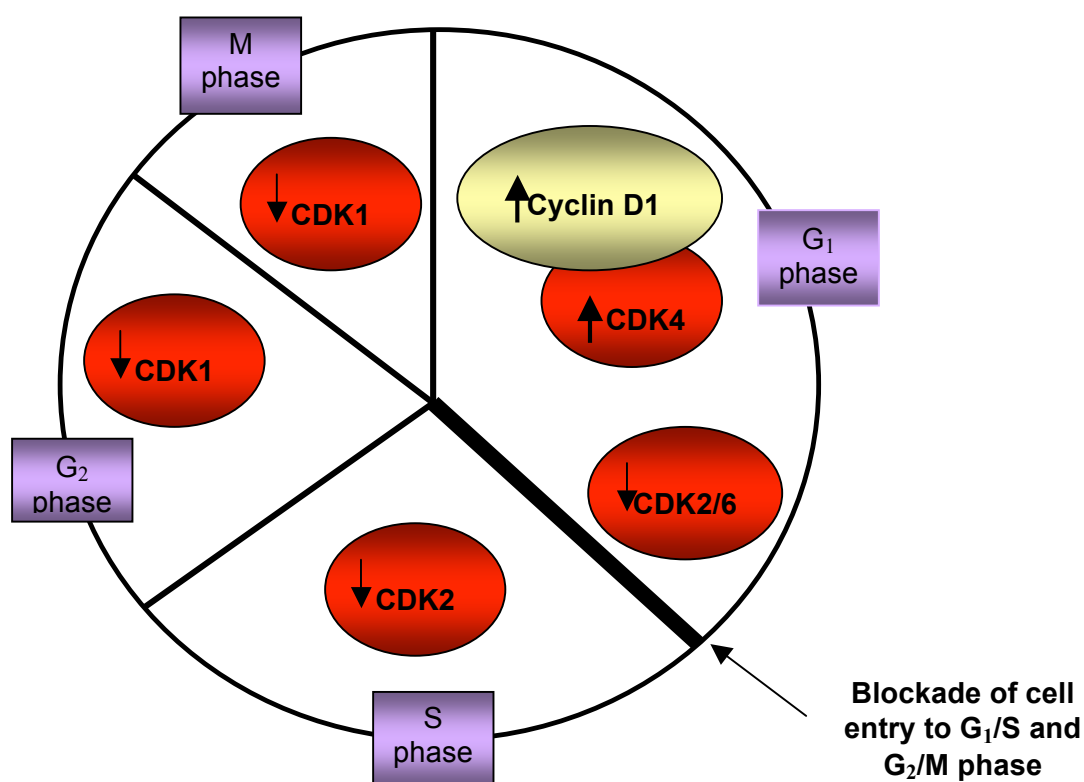 M
phase
Cyclin D1
CDK1
G₁
phase
CDK4
CDK1
G₂
phase
CDK2/6
CDK2
S
phase
Blockade of cell
entry to G₁/S and
G₂/M phase